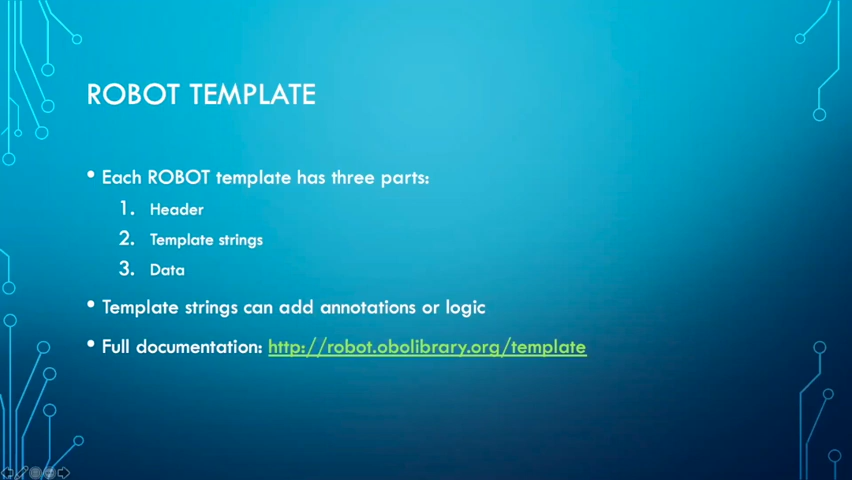 ROBOT TEMPLATE
• Each ROBOT template has three parts:
1. Header
2. Template strings
3. Data
• Template strings can add annotations or logic
• Full documentation: http://robot.obolibrary.org/template